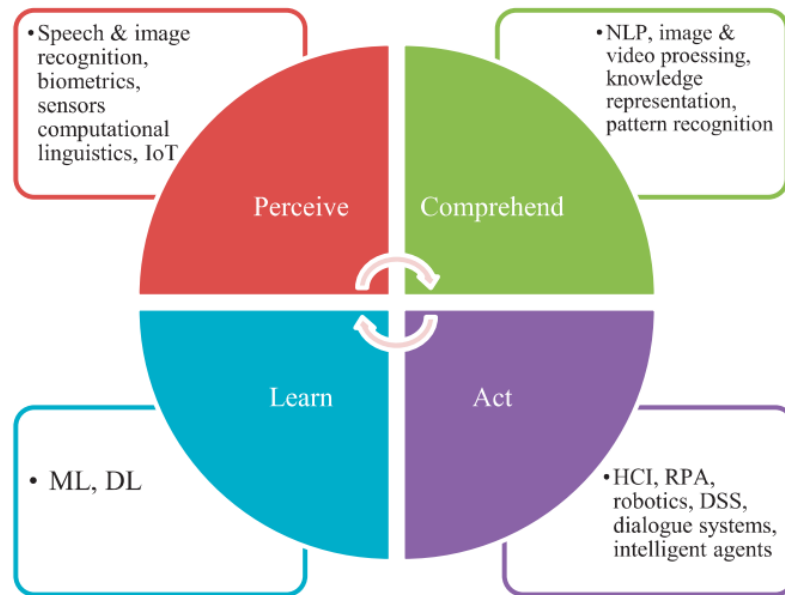 •Speech & image
recognition,
biometrics,
sensors
computational
linguistics, IoT
•NLP, image &
video prcessing,
knowledge
representation,
pattern recognition
Perceive
Comprehend
Learn
Act
• ML, DL
•HCI, RPA,
robotics, DSS,
dialogue systems,
intelligent agents